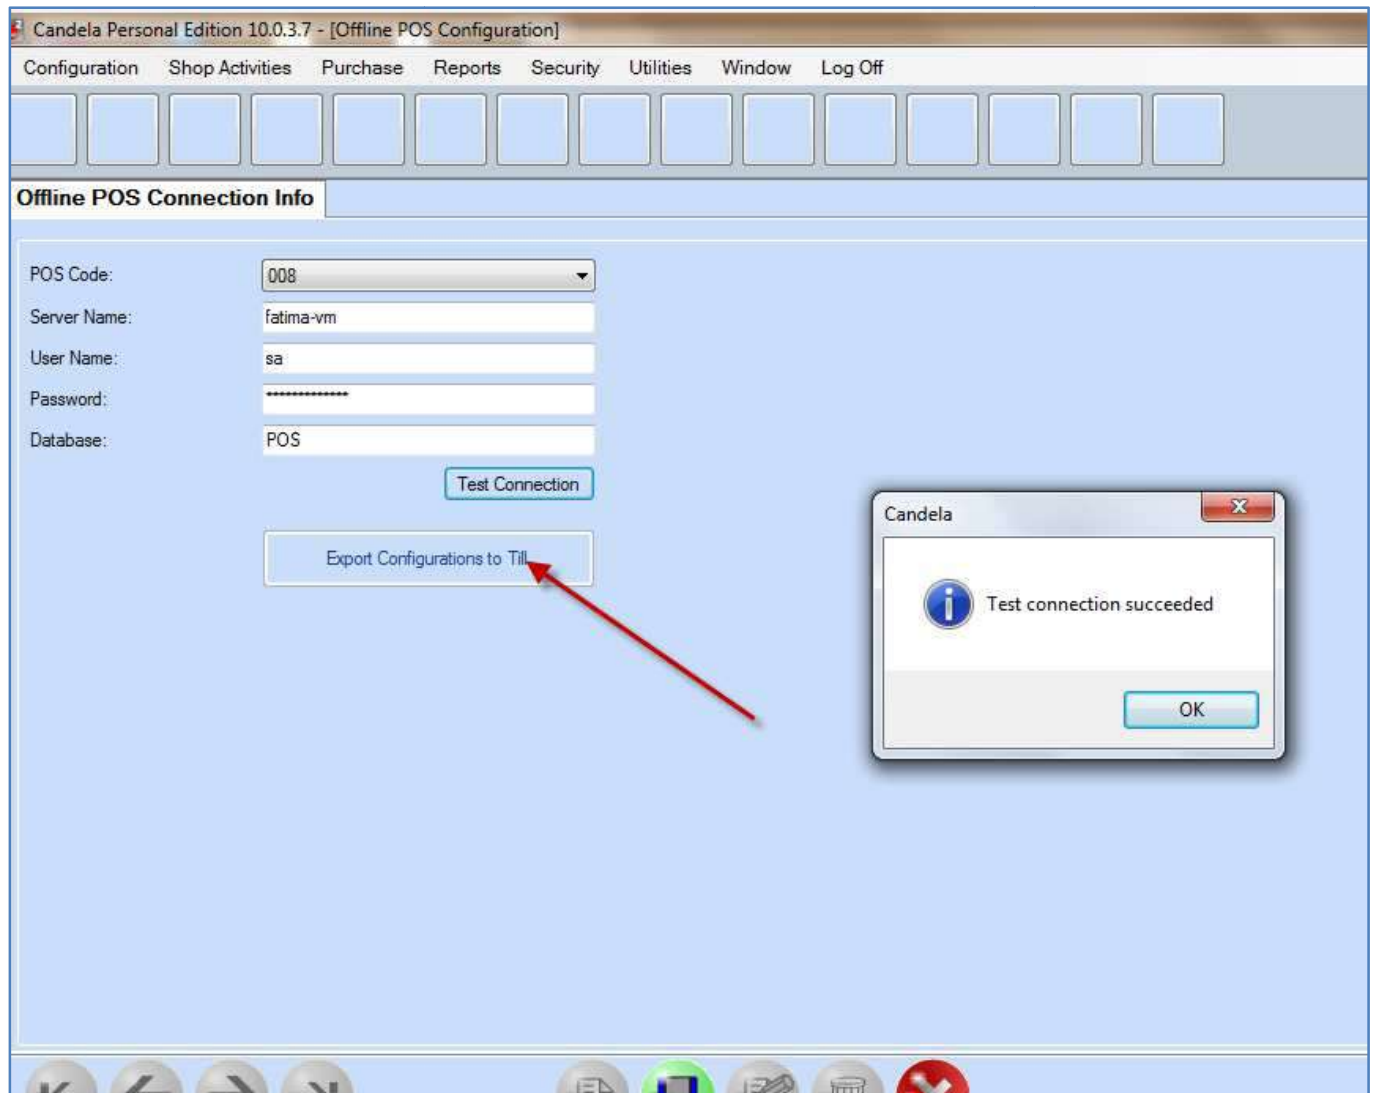 Candela Personal Edition 10.0.3.7 - [Offline POS Configuration]
Configuration Shop Activities Purchase Reports Security Utilities Window Log Off
Offline POS Connection Info
POS Code: 008
Server Name: fatima-vm
User Name: sa
Password: *************
Database: POS
Test Connection
Export Configurations to Till
Candela
Test connection succeeded
OK